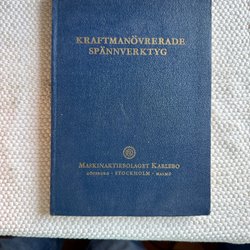 KRAFTMANÖVRERADE
SPÄNNVERKTYG
MASKINAKTIEBOLAGET KARLEBO
GÖTEBORG - STOCKHOLM - MALMÖ